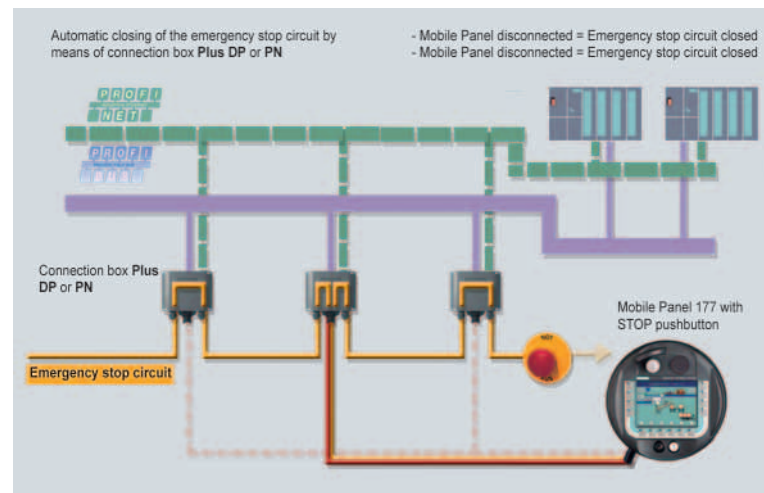 Automatic closing of the emergency stop circuit by
means of connection box Plus DP or PN
- Mobile Panel disconnected = Emergency stop circuit closed
- Mobile Panel disconnected = Emergency stop circuit closed
PROFI
NET
PROFI
Connection box Plus
DP or PN
Mobile Panel 177 with
STOP pushbutton
Emergency stop circuit